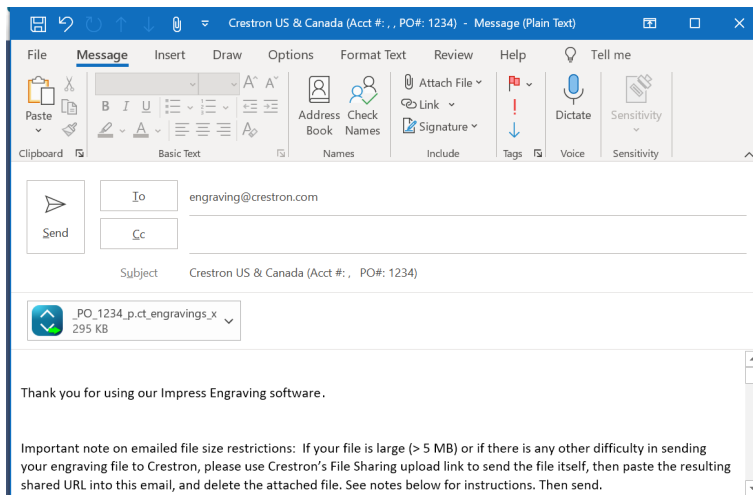 Crestron US & Canada (Acct #: , , PO#: 1234) - Message (Plain Text)
File Message Insert Draw Options Format Text Review Help Tell me
Paste
B I U
A A
Address Book
Check Names
Attach File
Link
Signature
Dictate
Sensitivity
Clipboard Basic Text Names Include Tags Voice Sensitivity
Send
To engraving@crestron.com
Cc
Subject Crestron US & Canada (Acct #: , PO#: 1234)
_PO_1234_p.ct_engravings_x
295 KB
Thank you for using our Impress Engraving software.
Important note on emailed file size restrictions: If your file is large (> 5 MB) or if there is any other difficulty in sending
your engraving file to Crestron, please use Crestron's File Sharing upload link to send the file itself, then paste the resulting
shared URL into this email, and delete the attached file. See notes below for instructions. Then send.